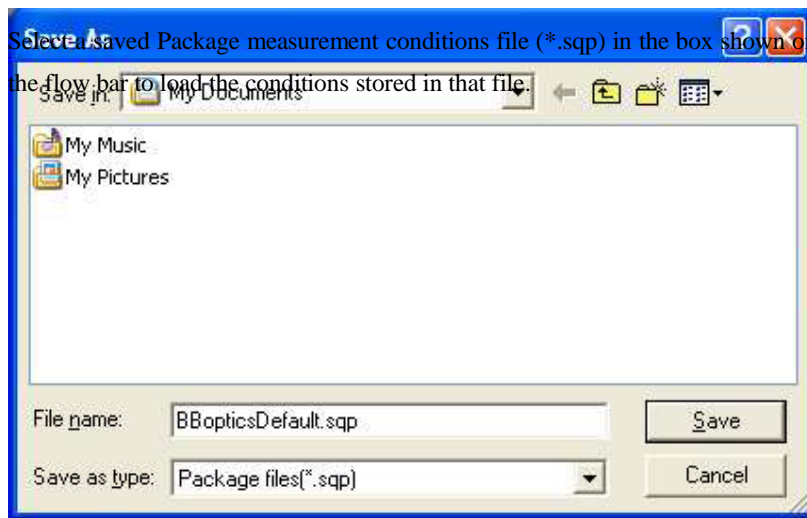 Save As
Select a saved Package measurement conditions file (*.sqp) in the box shown
the flow bar to load the conditions stored in that file.
Save in: My Documents
My Music
My Pictures
File name: BBopticsDefault.sqp Save
Save as type: Package files(*.sqp) Cancel